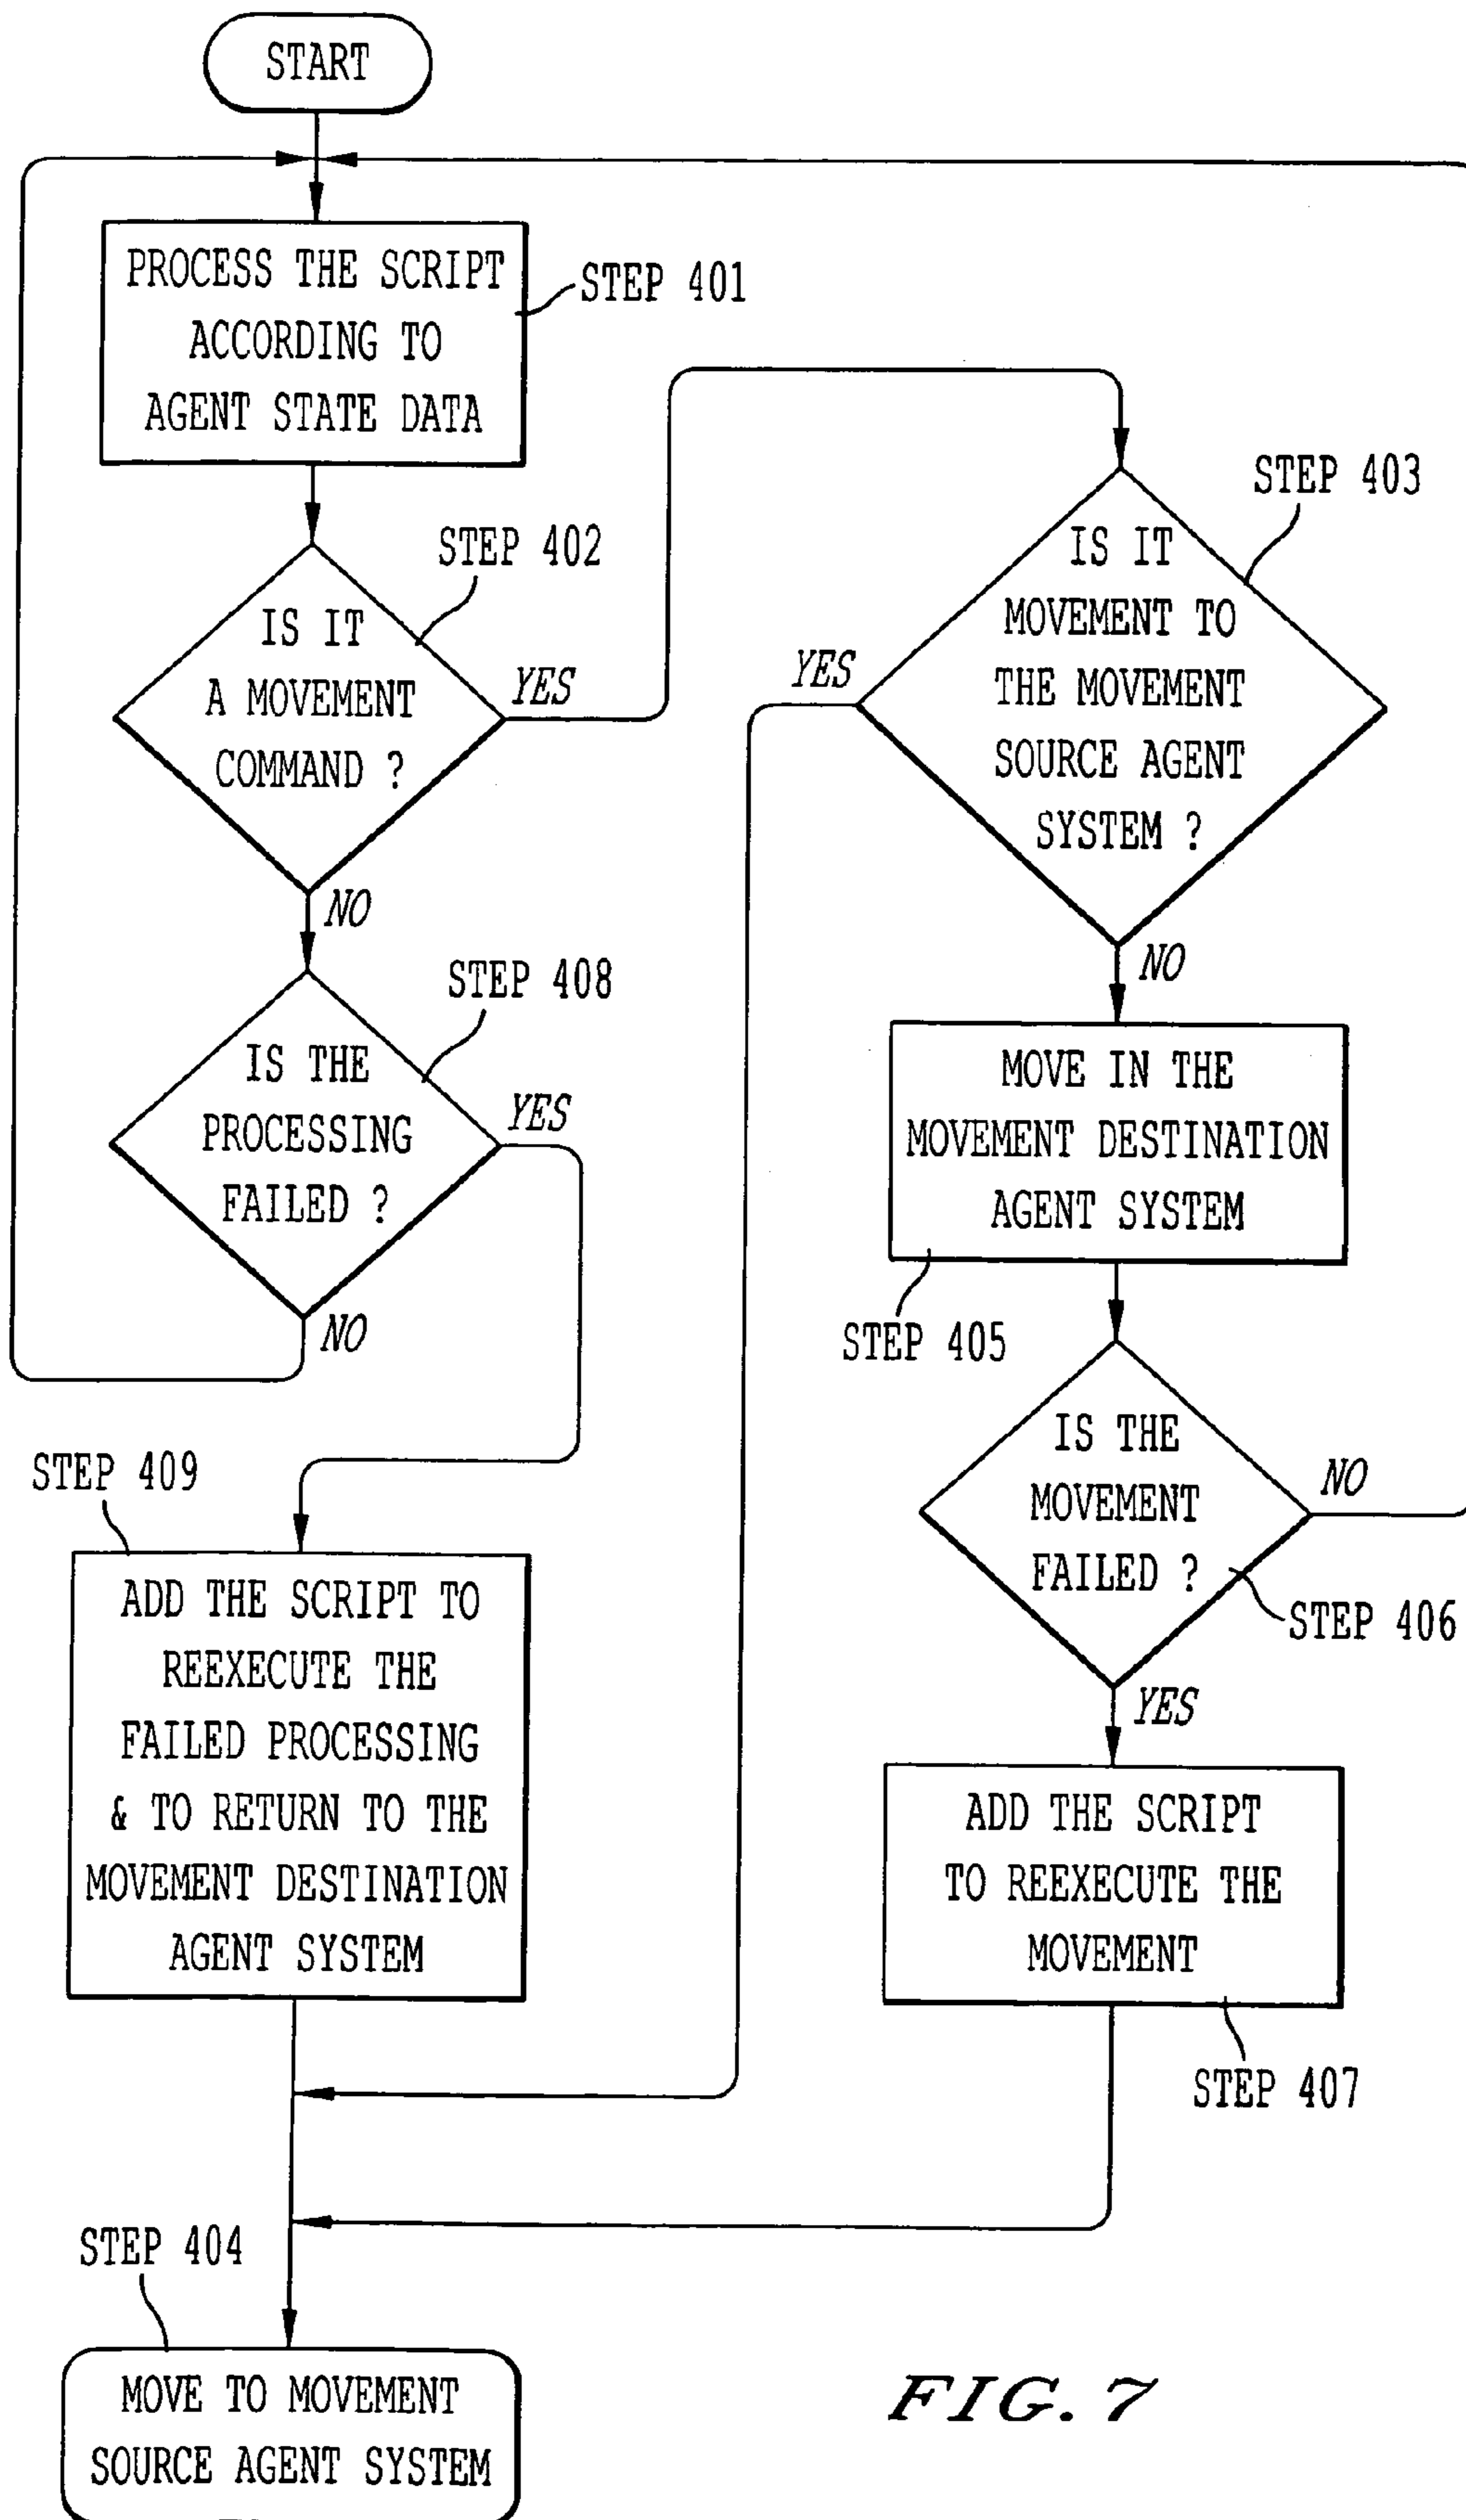 START
PROCESS THE SCRIPT
ACCORDING TO
AGENT STATE DATA
STEP 401
IS IT
A MOVEMENT
COMMAND ?
STEP 402
YES
NO
IS THE
PROCESSING
FAILED ?
STEP 408
YES
NO
STEP 409
ADD THE SCRIPT TO
REEXECUTE THE
FAILED PROCESSING
& TO RETURN TO THE
MOVEMENT DESTINATION
AGENT SYSTEM
STEP 403
IS IT
MOVEMENT TO
THE MOVEMENT
SOURCE AGENT
SYSTEM ?
YES
NO
MOVE IN THE
MOVEMENT DESTINATION
AGENT SYSTEM
STEP 405
IS THE
MOVEMENT
FAILED ?
NO
STEP 406
YES
ADD THE SCRIPT
TO REEXECUTE THE
MOVEMENT
STEP 407
STEP 404
MOVE TO MOVEMENT
SOURCE AGENT SYSTEM
FIG. 7